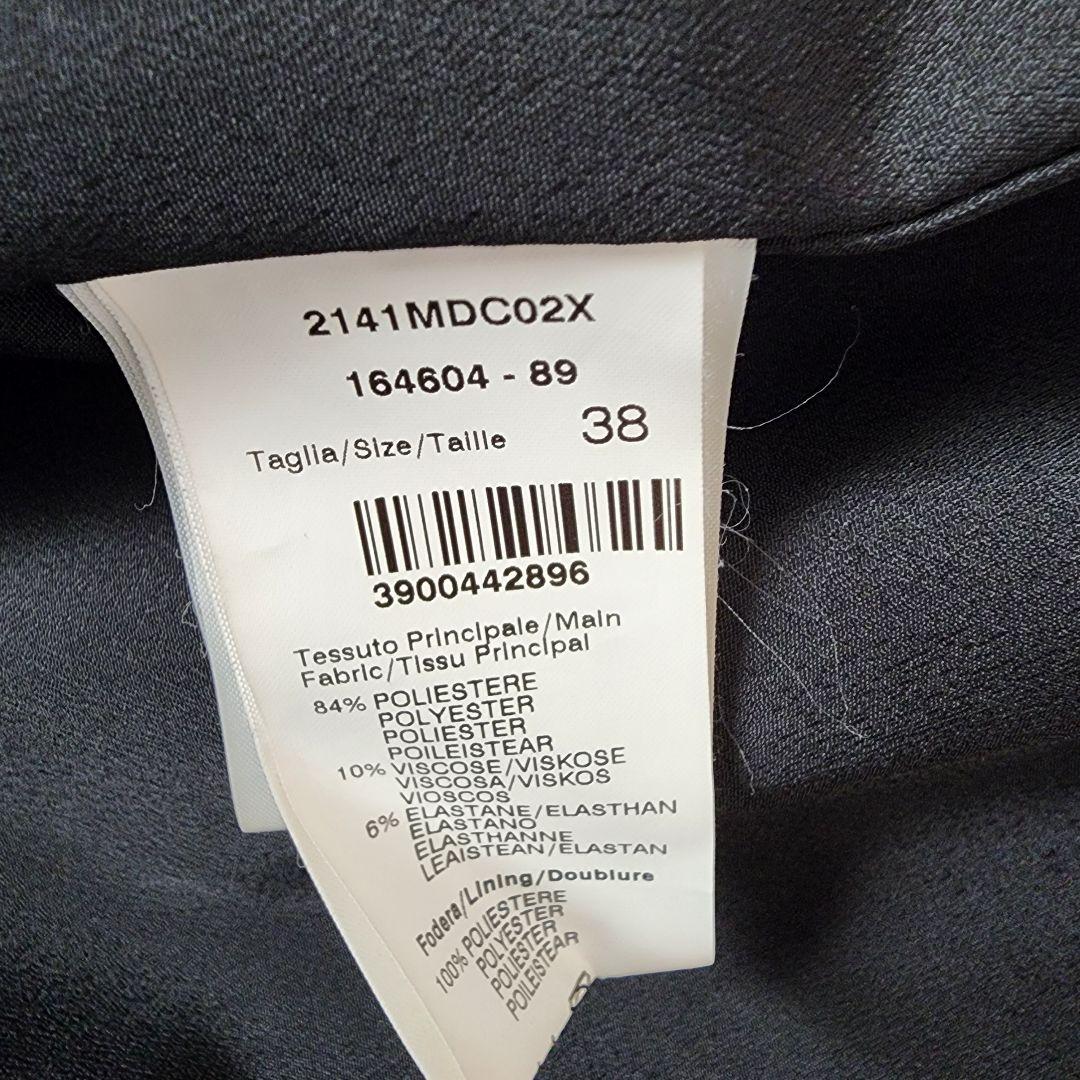 2141MDC02X
164604 - 89
Taglia/Size/Taille 38
3900442896
Tessuto Principale/Main
Fabric/Tissu Principal
84% POLIESTERE
POLYESTER
POLIESTER
POILEISTEAR
10% VISCOSE/VISKOSE
VISCOSA/VISKOS
VIOSCOS
6% ELASTANE/ELASTHAN
ELASTANO
ELASTHANNE
LEAISTEAN/ELASTAN
Fodera/Lining/Doublure
100% POLIESTERE
POLYESTER
POLIESTER
POILEISTEAR